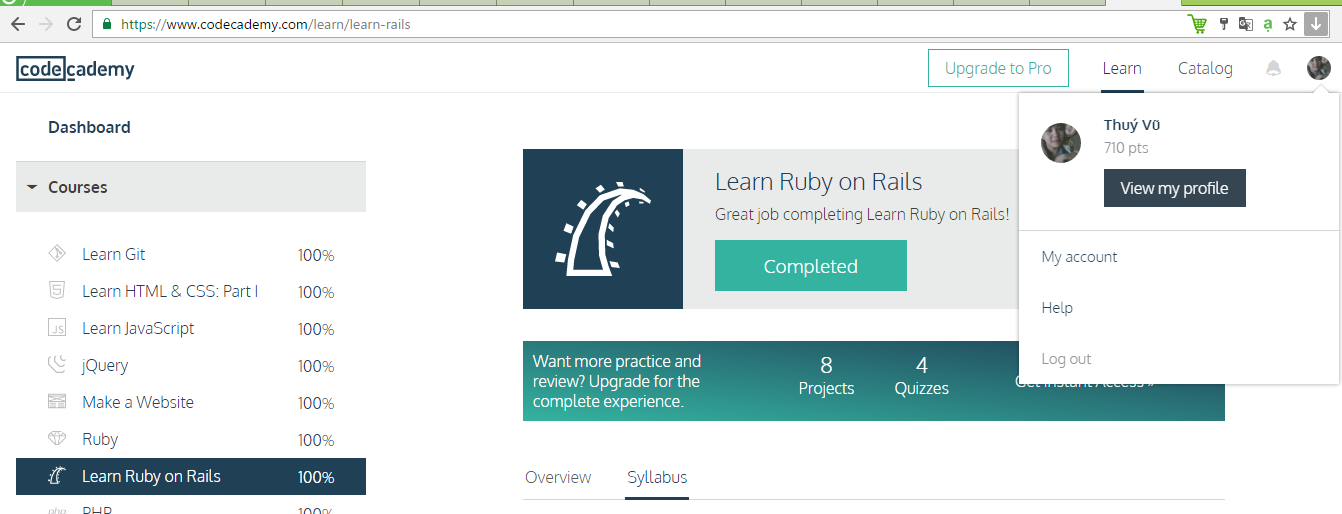 https://www.codecademy.com/learn/learn-rails
codecademy
Upgrade to Pro
Learn
Catalog
Thuý Vũ
710 pts
View my profile
My account
Help
Log out
Dashboard
Courses
Learn Git 100%
Learn HTML & CSS: Part I 100%
Learn JavaScript 100%
jQuery 100%
Make a Website 100%
Ruby 100%
Learn Ruby on Rails 100%
PHP 100%
Learn Ruby on Rails
Great job completing Learn Ruby on Rails!
Completed
Want more practice and
review? Upgrade for the
complete experience.
8
Projects
4
Quizzes
Get Instant Access »
Overview
Syllabus